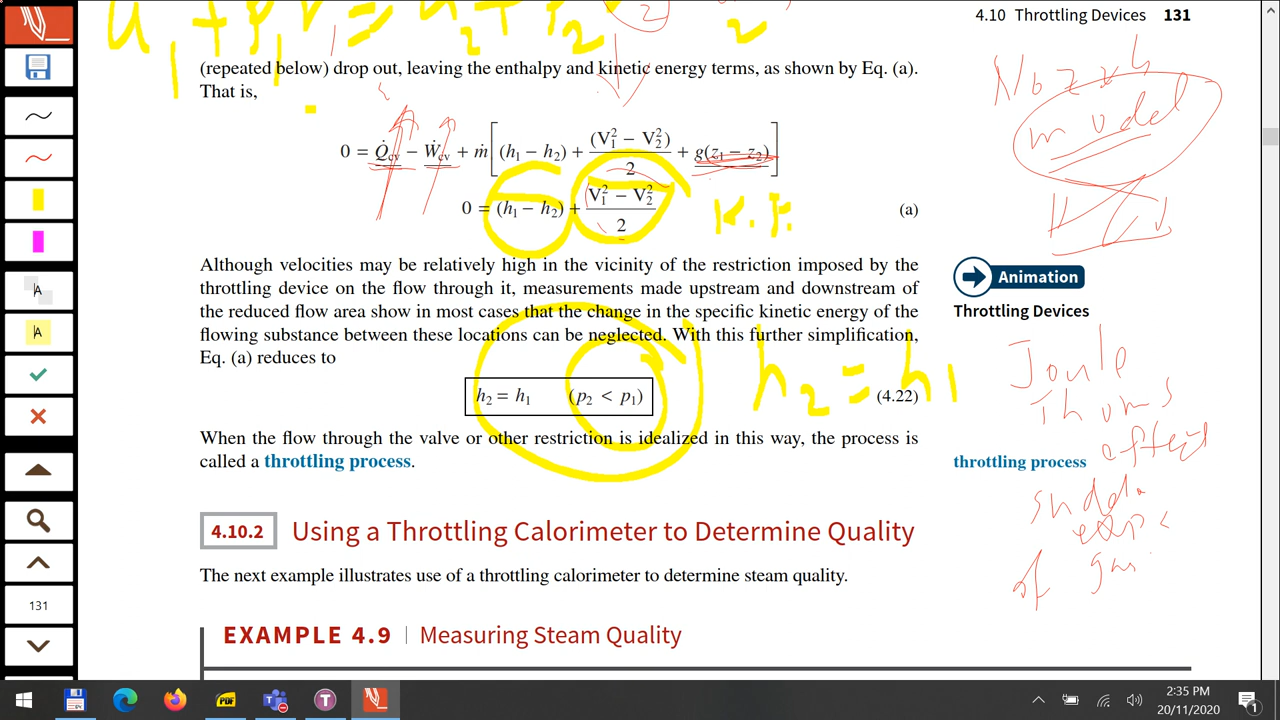 4.10 Throttling Devices 131
u₁ + p₁v₁ = u₂ + p₂
(repeated below) drop out, leaving the enthalpy and kinetic energy terms, as shown by Eq. (a).
That is,
0 = Q̇cv − Ẇcv + ṁ[(h₁ − h₂) + (V₁² − V₂²)/2 + g(z₁ − z₂)]
0 = (h₁ − h₂) + (V₁² − V₂²)/2 (a)
K.E.
model
Although velocities may be relatively high in the vicinity of the restriction imposed by the
throttling device on the flow through it, measurements made upstream and downstream of
the reduced flow area show in most cases that the change in the specific kinetic energy of the
flowing substance between these locations can be neglected. With this further simplification,
Eq. (a) reduces to
h₂ = h₁ (p₂ < p₁) (4.22)
h₂ = h₁
When the flow through the valve or other restriction is idealized in this way, the process is
called a throttling process.
Animation
Throttling Devices
Joule
throttling process
of
4.10.2 Using a Throttling Calorimeter to Determine Quality
The next example illustrates use of a throttling calorimeter to determine steam quality.
EXAMPLE 4.9 | Measuring Steam Quality
A
A
131
PDF
T
2:35 PM
20/11/2020
1